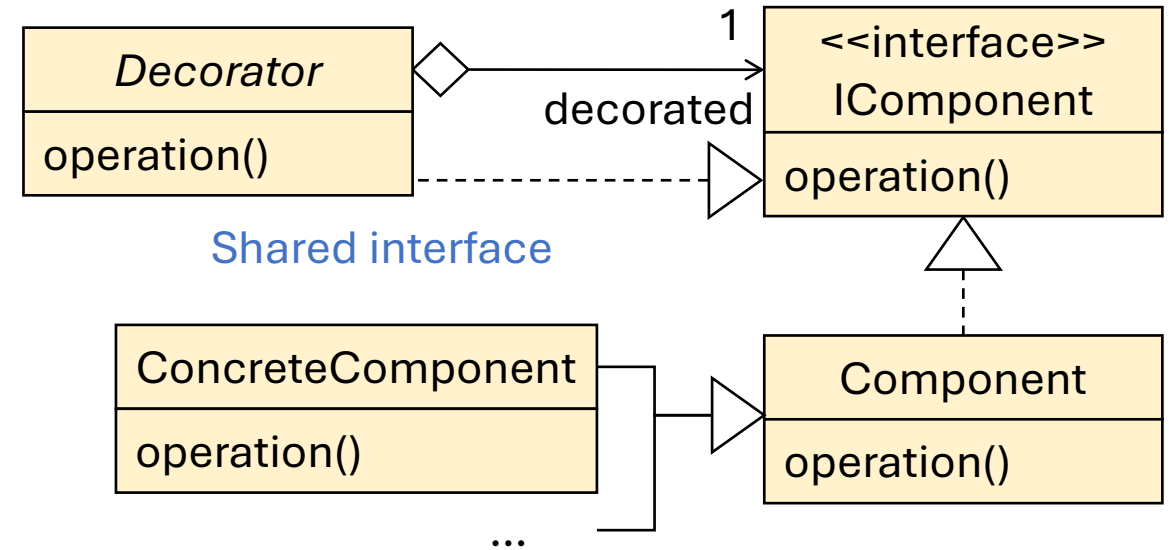 Decorator
operation()
1
decorated
<<interface>>
IComponent
operation()
Shared interface
ConcreteComponent
operation()
...
Component
operation()